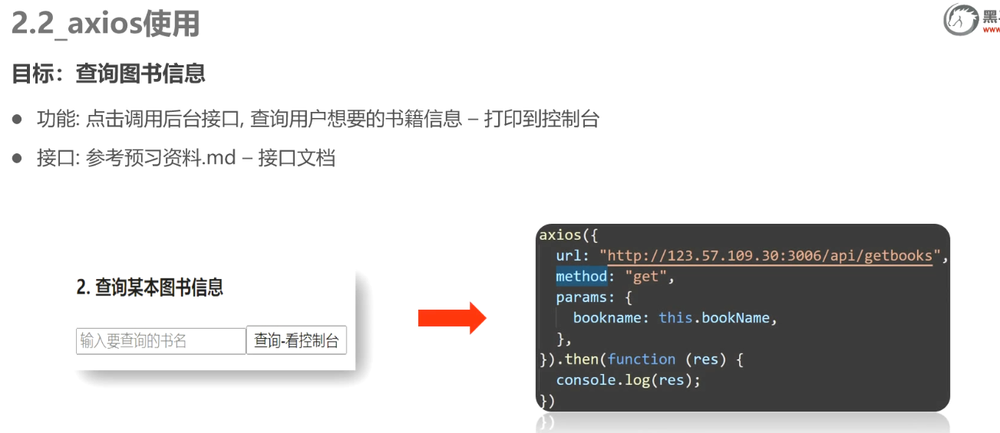 2.2_axios使用
黑
www
目标：查询图书信息
● 功能: 点击调用后台接口, 查询用户想要的书籍信息 – 打印到控制台
● 接口: 参考预习资料.md – 接口文档
2. 查询某本图书信息
输入要查询的书名
查询-看控制台
axios({
  url: "http://123.57.109.30:3006/api/getbooks",
  method: "get",
  params: {
    bookname: this.bookName,
  },
}).then(function (res) {
  console.log(res);
})